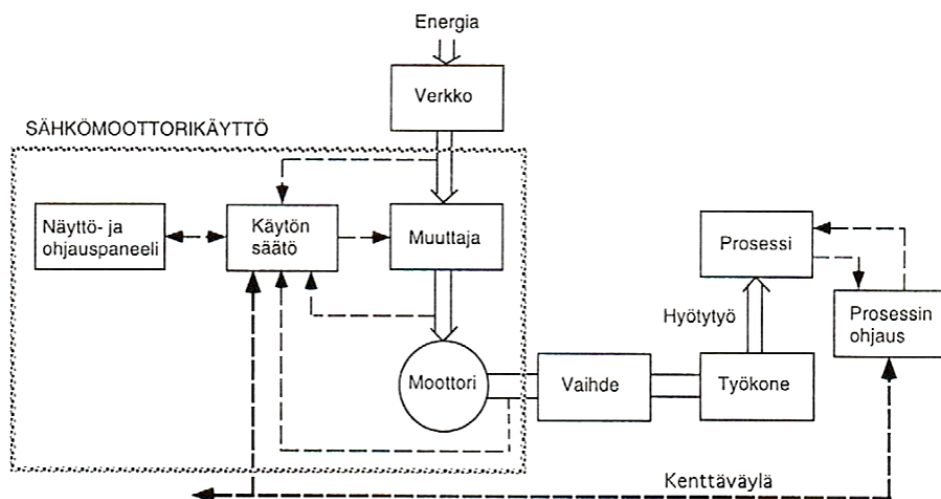 Energia
Verkko
SÄHKÖMOOTTORIKÄYTTÖ
Näyttö- ja
ohjauspaneeli
Käytön
säätö
Muuttaja
Prosessi
Prosessin
ohjaus
Hyötytyö
Moottori
Vaihde
Työkone
Kenttäväylä